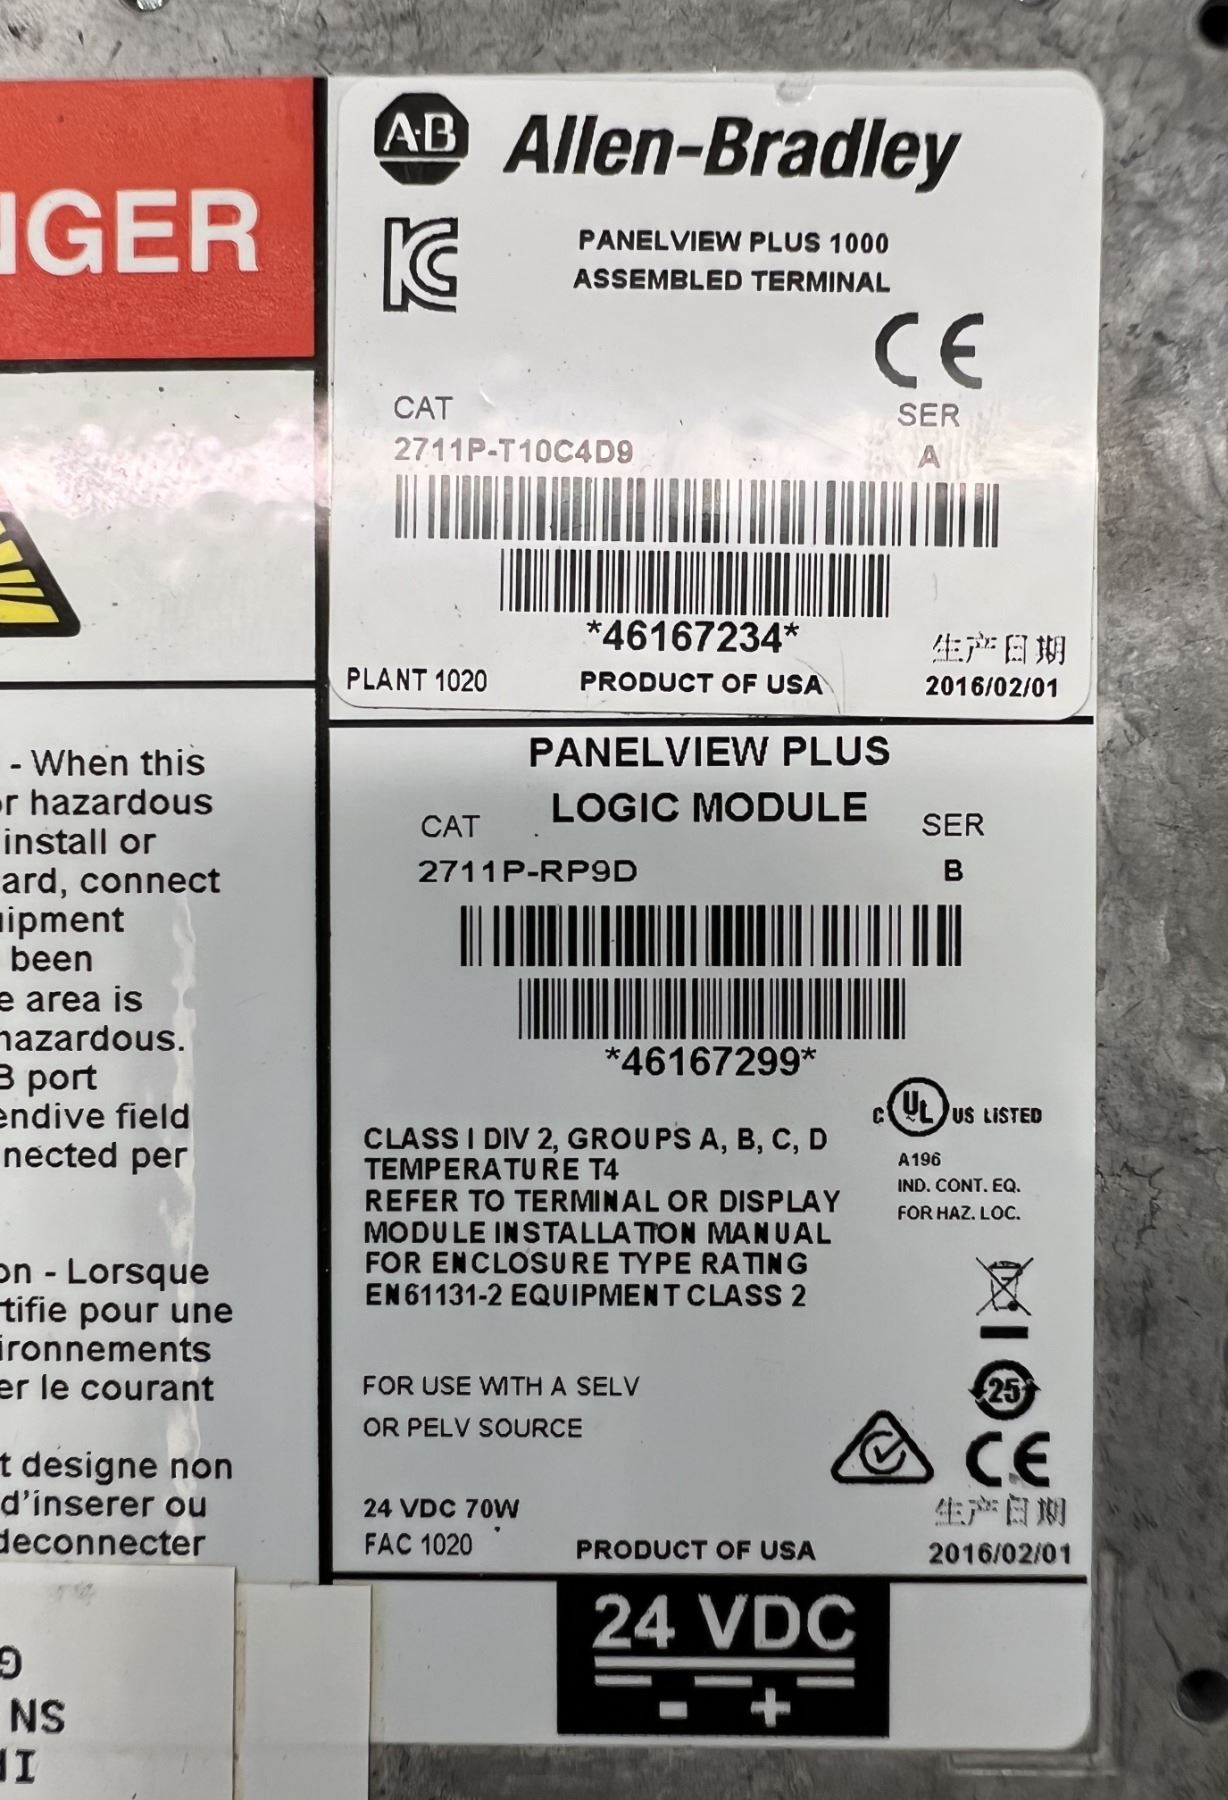 NGER
- When this
or hazardous
install or
ard, connect
uipment
been
e area is
hazardous.
B port
endive field
nected per
on - Lorsque
rtifie pour une
ironnements
er le courant
t designe non
d'inserer ou
deconnecter
SN
A-B Allen-Bradley
KC
PANELVIEW PLUS 1000
ASSEMBLED TERMINAL
CE
CAT SER
2711P-T10C4D9 A
*46167234*
生产日期
PLANT 1020 PRODUCT OF USA 2016/02/01
PANELVIEW PLUS
LOGIC MODULE
CAT SER
2711P-RP9D B
*46167299*
C UL US LISTED
A196
IND. CONT. EQ.
FOR HAZ. LOC.
CLASS I DIV 2, GROUPS A, B, C, D
TEMPERATURE T4
REFER TO TERMINAL OR DISPLAY
MODULE INSTALLATION MANUAL
FOR ENCLOSURE TYPE RATING
EN61131-2 EQUIPMENT CLASS 2
FOR USE WITH A SELV
OR PELV SOURCE
25
CE
24 VDC 70W
生产日期
FAC 1020 PRODUCT OF USA 2016/02/01
24 VDC
- +